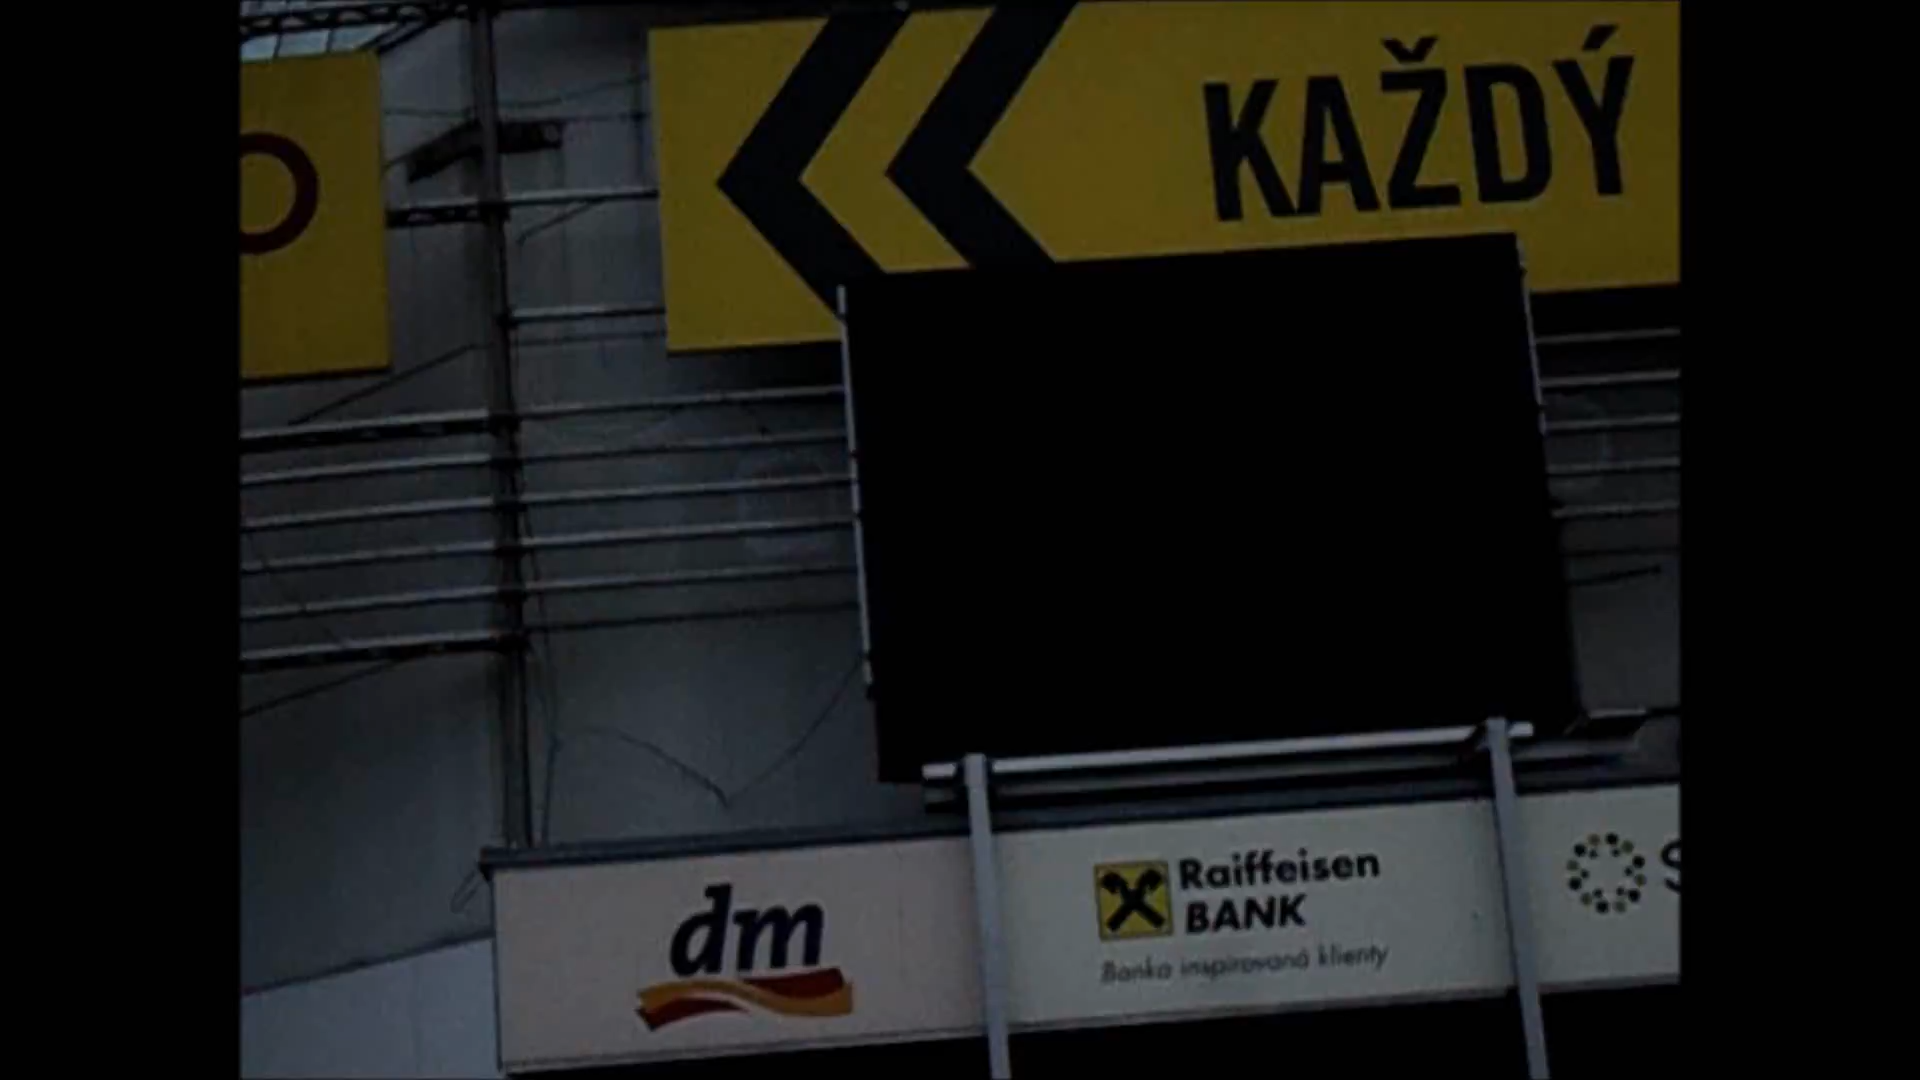 KAŽDÝ
dm
Raiffeisen
BANK
Banka inspirovaná klienty